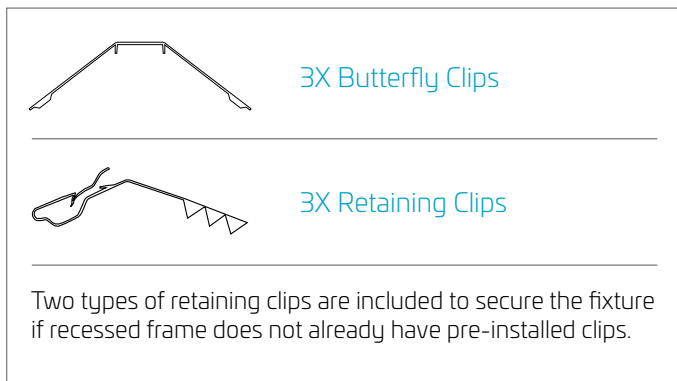 3X Butterfly Clips
3X Retaining Clips
Two types of retaining clips are included to secure the fixture
if recessed frame does not already have pre-installed clips.